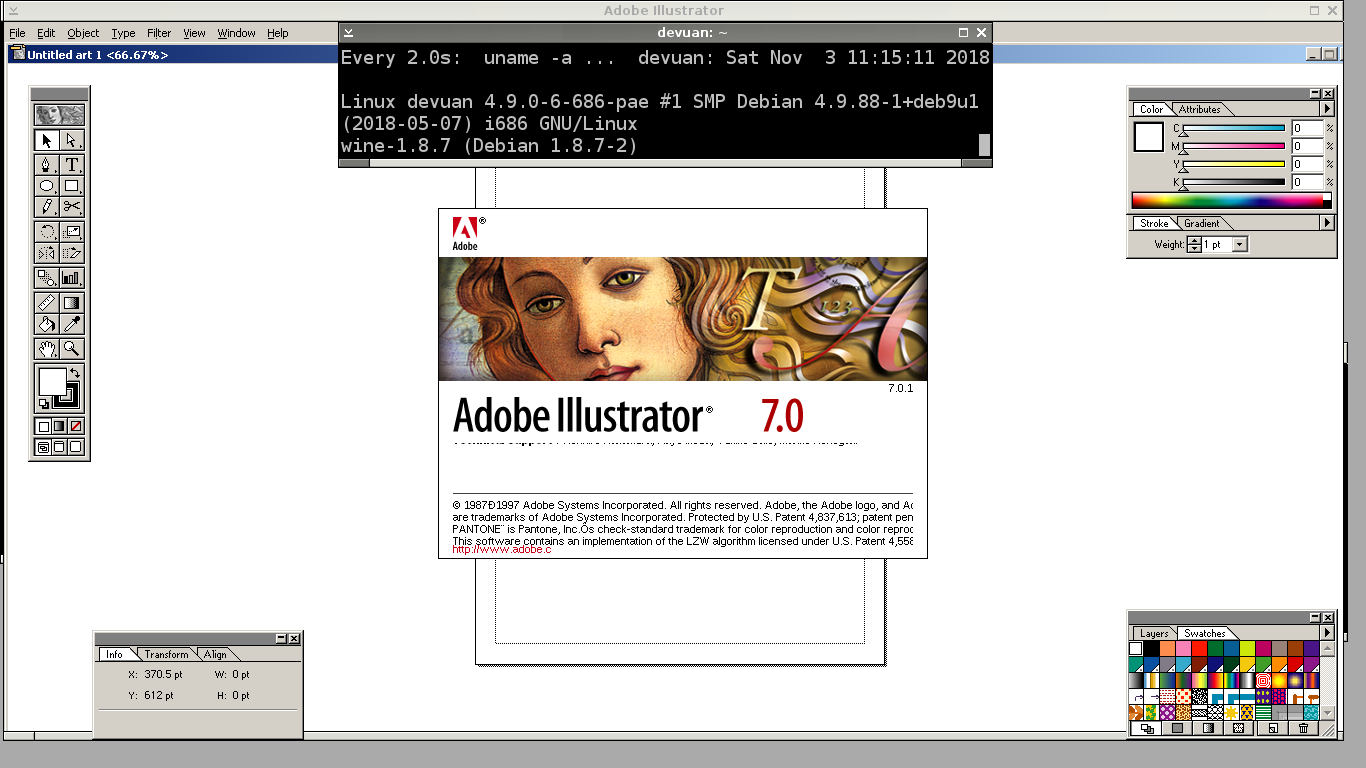 Adobe Illustrator
File Edit Object Type Filter View Window Help
Untitled art 1 <66.67%>
devuan: ~
Every 2.0s:  uname -a ...  devuan: Sat Nov  3 11:15:11 2018
Linux devuan 4.9.0-6-686-pae #1 SMP Debian 4.9.88-1+deb9u1
(2018-05-07) i686 GNU/Linux
wine-1.8.7 (Debian 1.8.7-2)
Color Attributes
C 0 %
M 0 %
Y 0 %
K 0 %
Stroke Gradient
Weight: 1 pt
Adobe ®
T A
1 2 3
7.0.1
Adobe Illustrator® 7.0
© 1987Ð1997 Adobe Systems Incorporated. All rights reserved. Adobe, the Adobe logo, and Ac
are trademarks of Adobe Systems Incorporated. Protected by U.S. Patent 4,837,613; patent pen
PANTONE¨ is Pantone, Inc.Õs check-standard trademark for color reproduction and color reproc
This software contains an implementation of the LZW algorithm licensed under U.S. Patent 4,558
http://www.adobe.c
Info Transform Align
X: 370.5 pt W: 0 pt
Y: 612 pt H: 0 pt
Layers Swatches